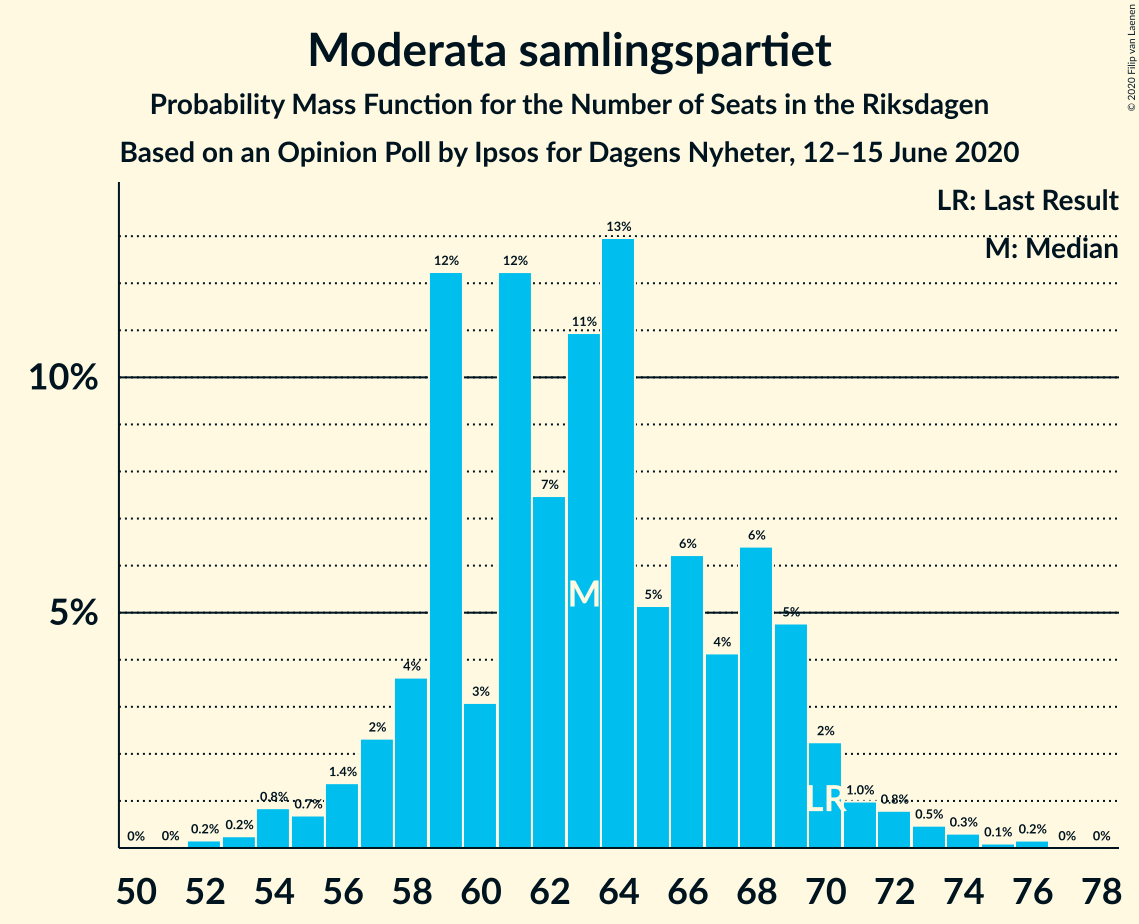 Moderata samlingspartiet
Probability Mass Function for the Number of Seats in the Riksdagen
Based on an Opinion Poll by Ipsos for Dagens Nyheter, 12–15 June 2020
© 2020 Filip van Laenen
LR: Last Result
M: Median
10%
5%
0% 0% 0.2% 0.2% 0.8% 0.7% 1.4% 2% 4% 12% 3% 12% 7% 11% 13% 5% 6% 4% 6% 5% 2% 1.0% 0.8% 0.5% 0.3% 0.1% 0.2% 0% 0%
M
LR
50 52 54 56 58 60 62 64 66 68 70 72 74 76 78